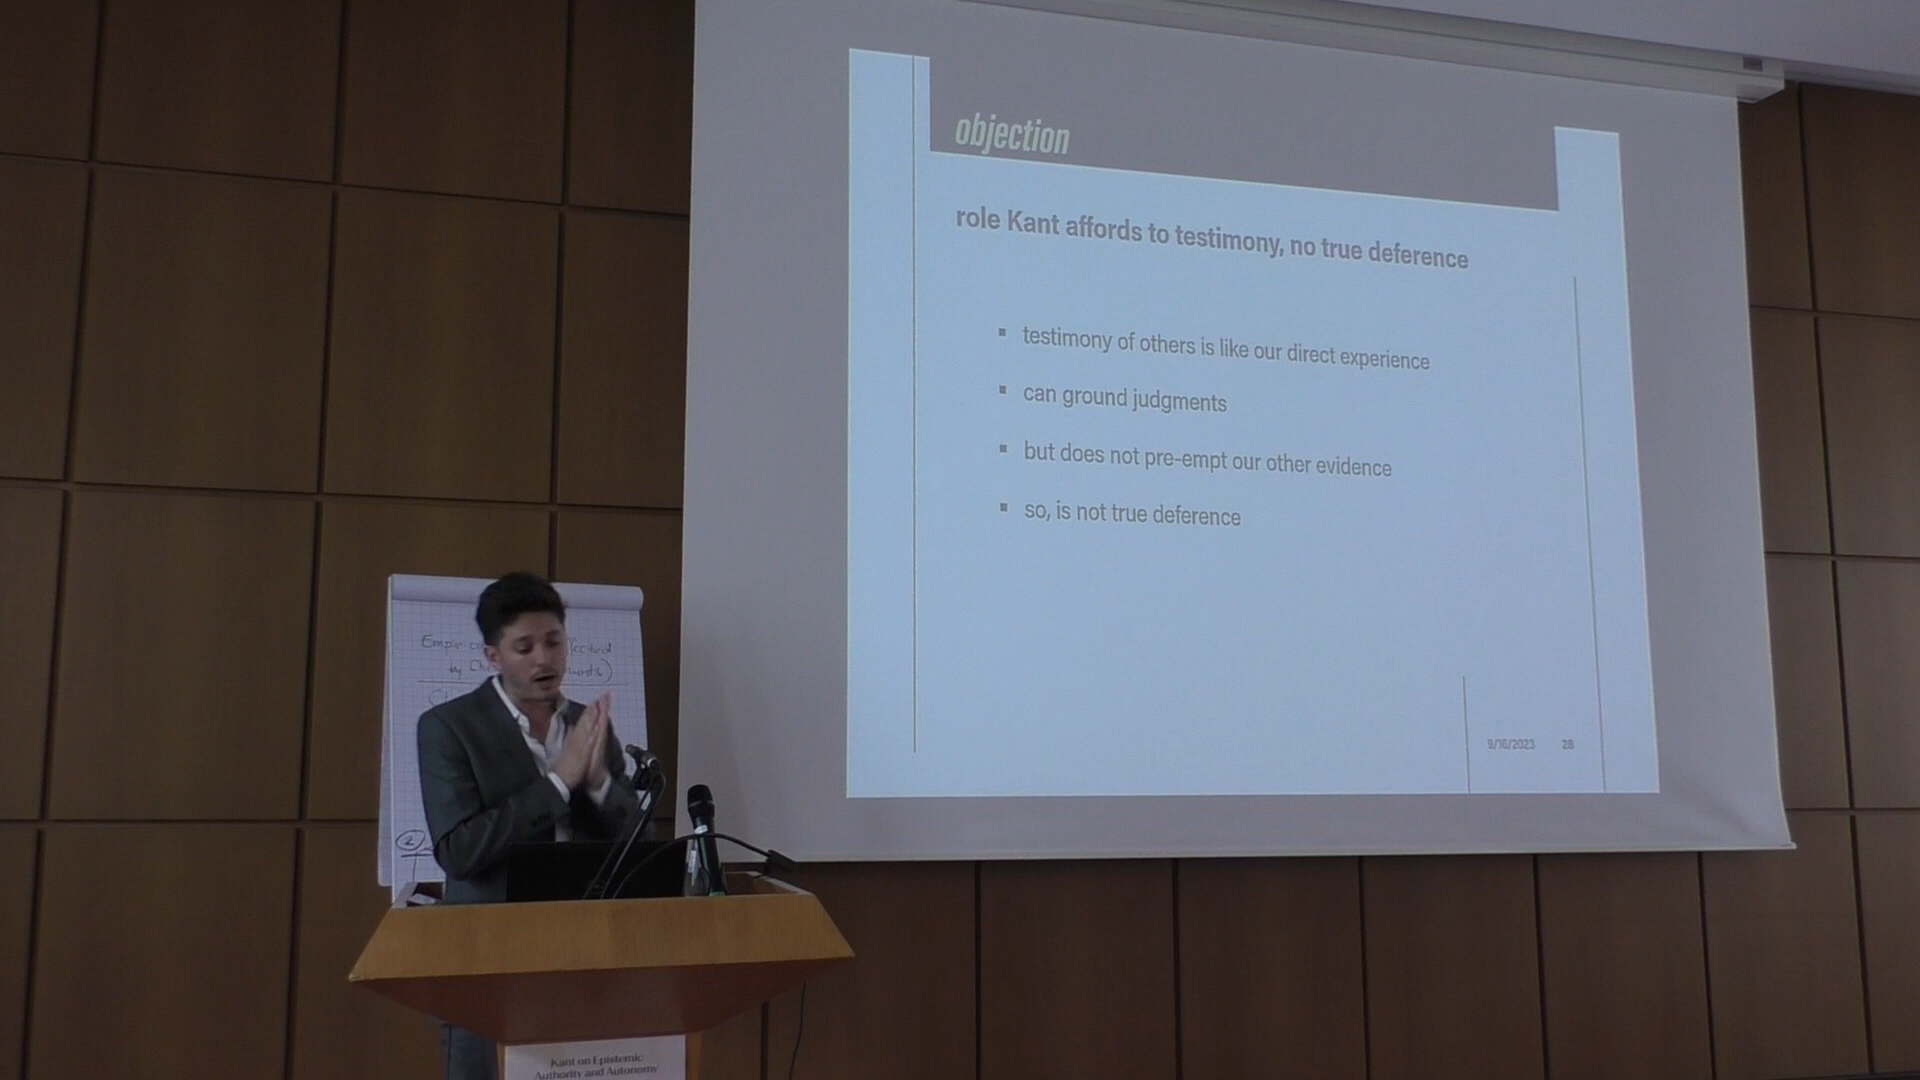 objection
role Kant affords to testimony, no true deference
▪ testimony of others is like our direct experience
▪ can ground judgments
▪ but does not pre-empt our other evidence
▪ so, is not true deference
9/16/2023 28
by
2
Kant on Epistemic
Authority and Autonomy